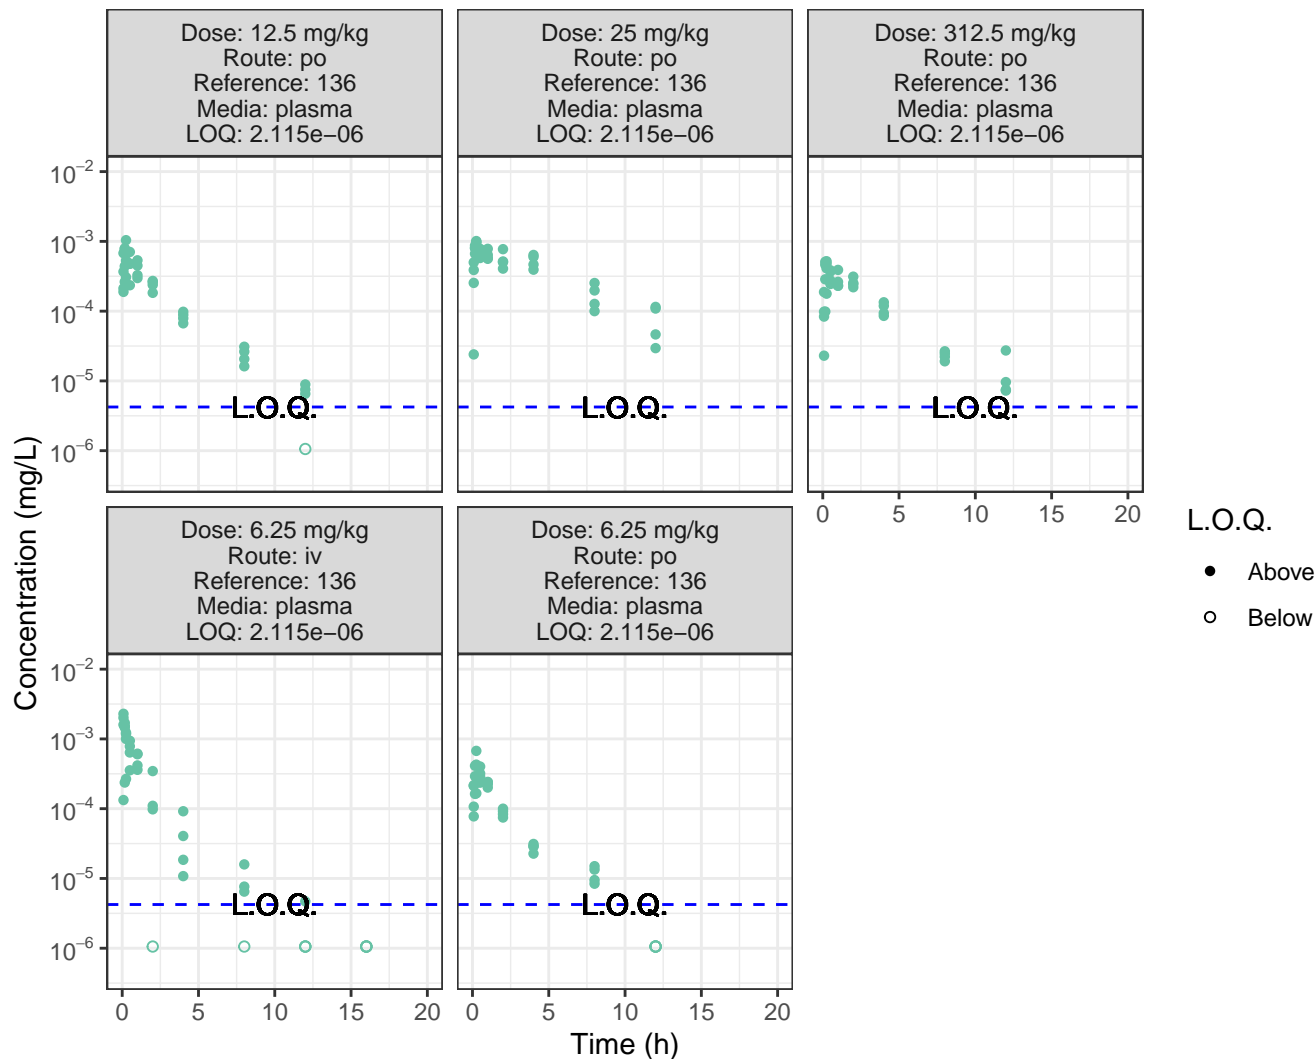 Dose: 12.5 mg/kg
Route: po
Reference: 136
Media: plasma
LOQ: 2.115e−06
Dose: 25 mg/kg
Route: po
Reference: 136
Media: plasma
LOQ: 2.115e−06
Dose: 312.5 mg/kg
Route: po
Reference: 136
Media: plasma
LOQ: 2.115e−06
10⁻²
10⁻³
10⁻⁴
10⁻⁵
10⁻⁶
L.O.Q.
L.O.Q.
L.O.Q.
0 5 10 15 20
Dose: 6.25 mg/kg
Route: iv
Reference: 136
Media: plasma
LOQ: 2.115e−06
Dose: 6.25 mg/kg
Route: po
Reference: 136
Media: plasma
LOQ: 2.115e−06
10⁻²
10⁻³
10⁻⁴
10⁻⁵
10⁻⁶
L.O.Q.
L.O.Q.
0 5 10 15 20
0 5 10 15 20
Time (h)
Concentration (mg/L)
L.O.Q.
Above
Below